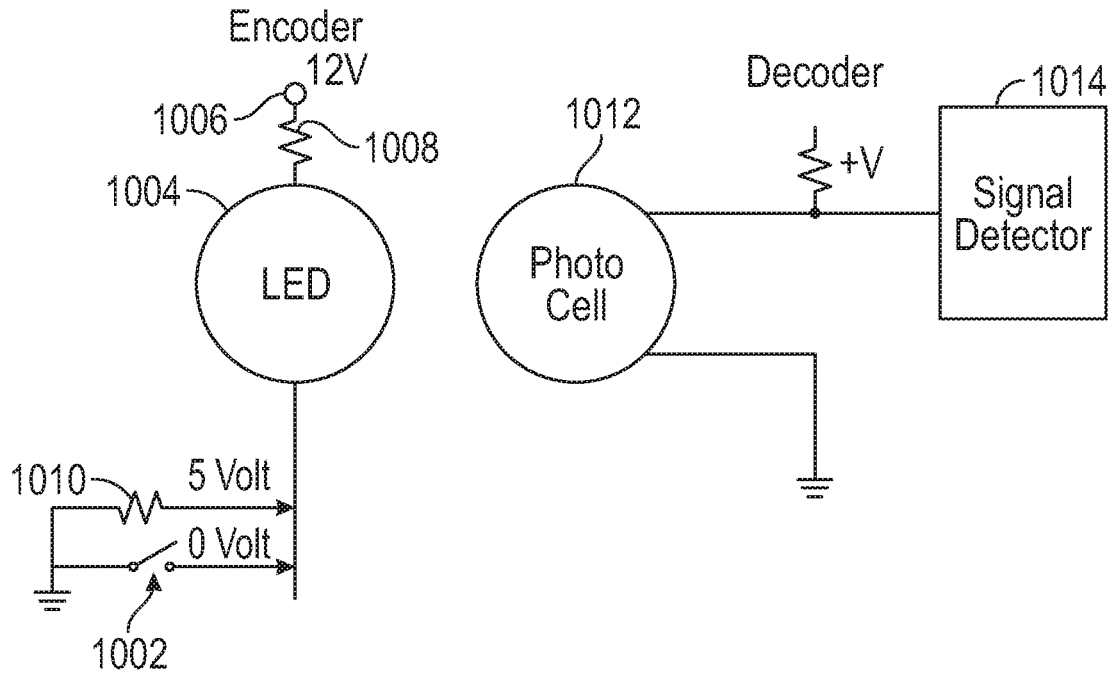 Encoder
12V
1006
1008
1004
LED
1010
5 Volt
0 Volt
1002
1012
Photo
Cell
Decoder
+V
1014
Signal
Detector